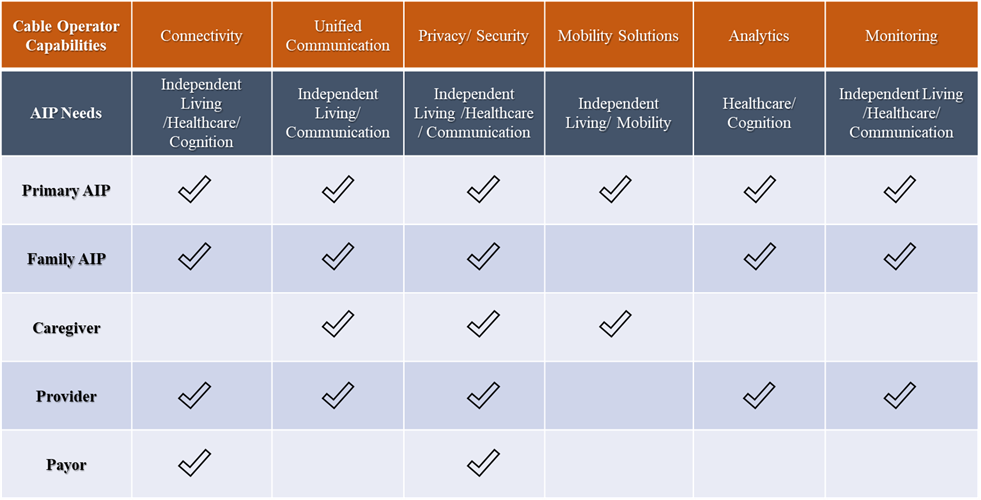 Cable Operator
Capabilities
Connectivity
Unified
Communication
Privacy/ Security
Mobility Solutions
Analytics
Monitoring
AIP Needs
Independent
Living
/Healthcare/
Cognition
Independent
Living/
Communication
Independent
Living /Healthcare
/ Communication
Independent
Living/ Mobility
Healthcare/
Cognition
Independent Living
/Healthcare/
Communication
Primary AIP
Family AIP
Caregiver
Provider
Payor